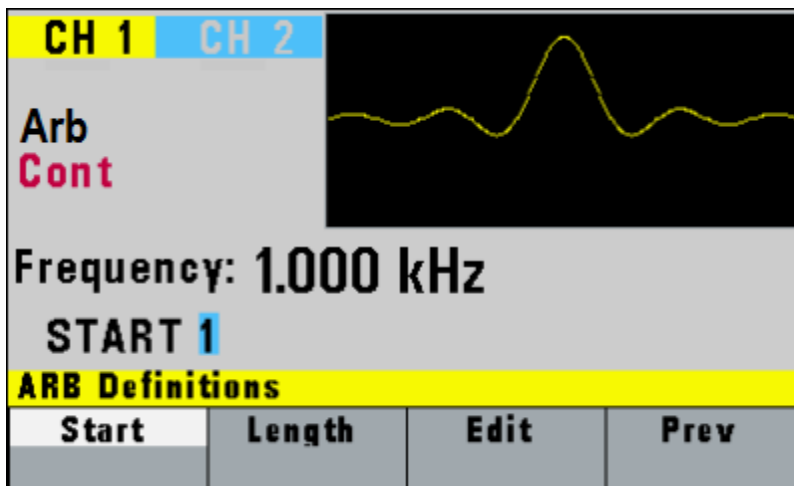 CH 1 CH 2
Arb
Cont
Frequency: 1.000 kHz
START 1
ARB Definitions
Start Length Edit Prev